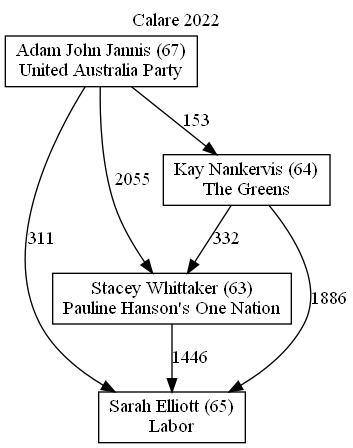 Calare 2022
Adam John Jannis (67)
United Australia Party
153
Kay Nankervis (64)
The Greens
2055
311
332
Stacey Whittaker (63)
Pauline Hanson's One Nation
1886
1446
Sarah Elliott (65)
Labor